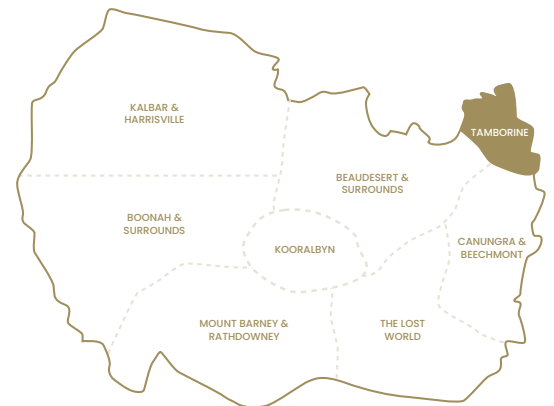 KALBAR &
HARRISVILLE
TAMBORINE
BEAUDESERT &
SURROUNDS
BOONAH &
SURROUNDS
KOORALBYN
CANUNGRA &
BEECHMONT
MOUNT BARNEY &
RATHDOWNEY
THE LOST
WORLD